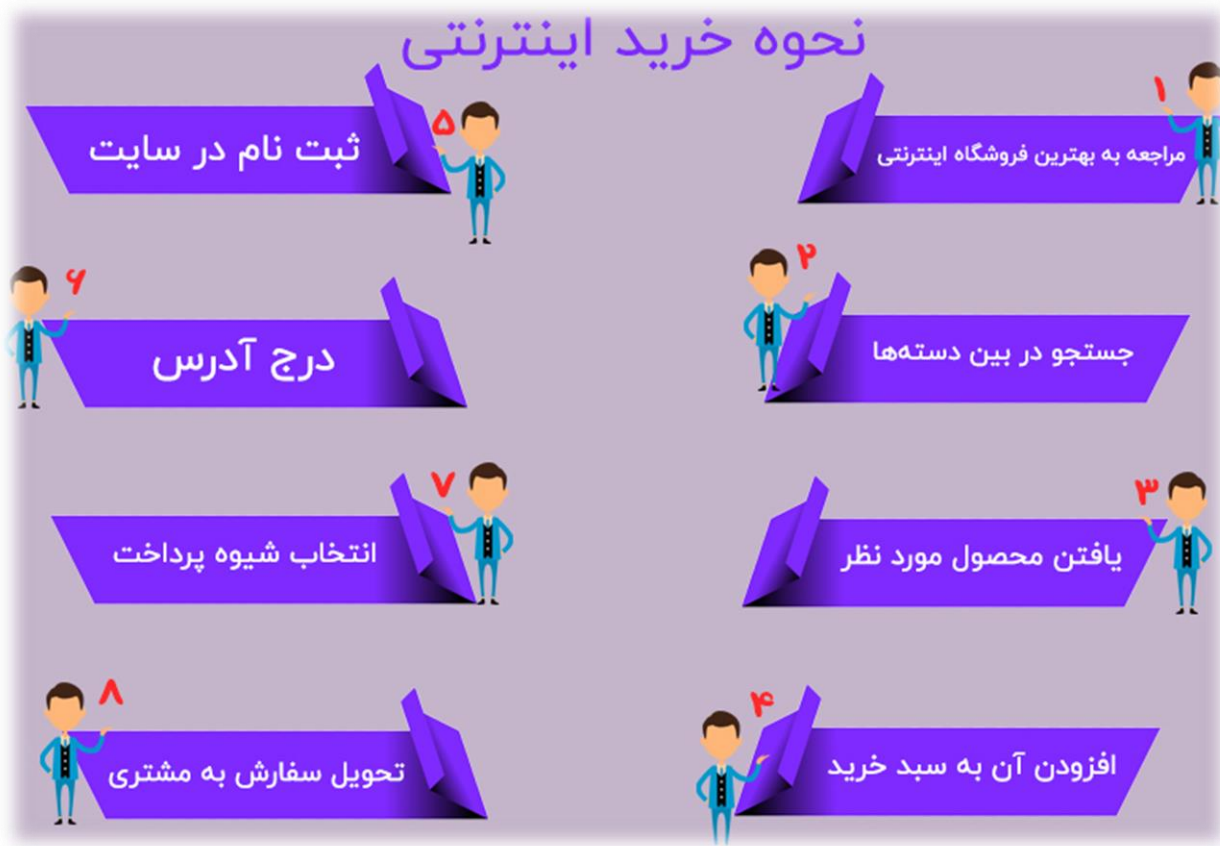 نحوه خرید اینترنتی
۱
مراجعه به بهترین فروشگاه اینترنتی
۲
جستجو در بین دسته‌ها
۳
یافتن محصول مورد نظر
۴
افزودن آن به سبد خرید
۵
ثبت نام در سایت
۶
درج آدرس
۷
انتخاب شیوه پرداخت
۸
تحویل سفارش به مشتری